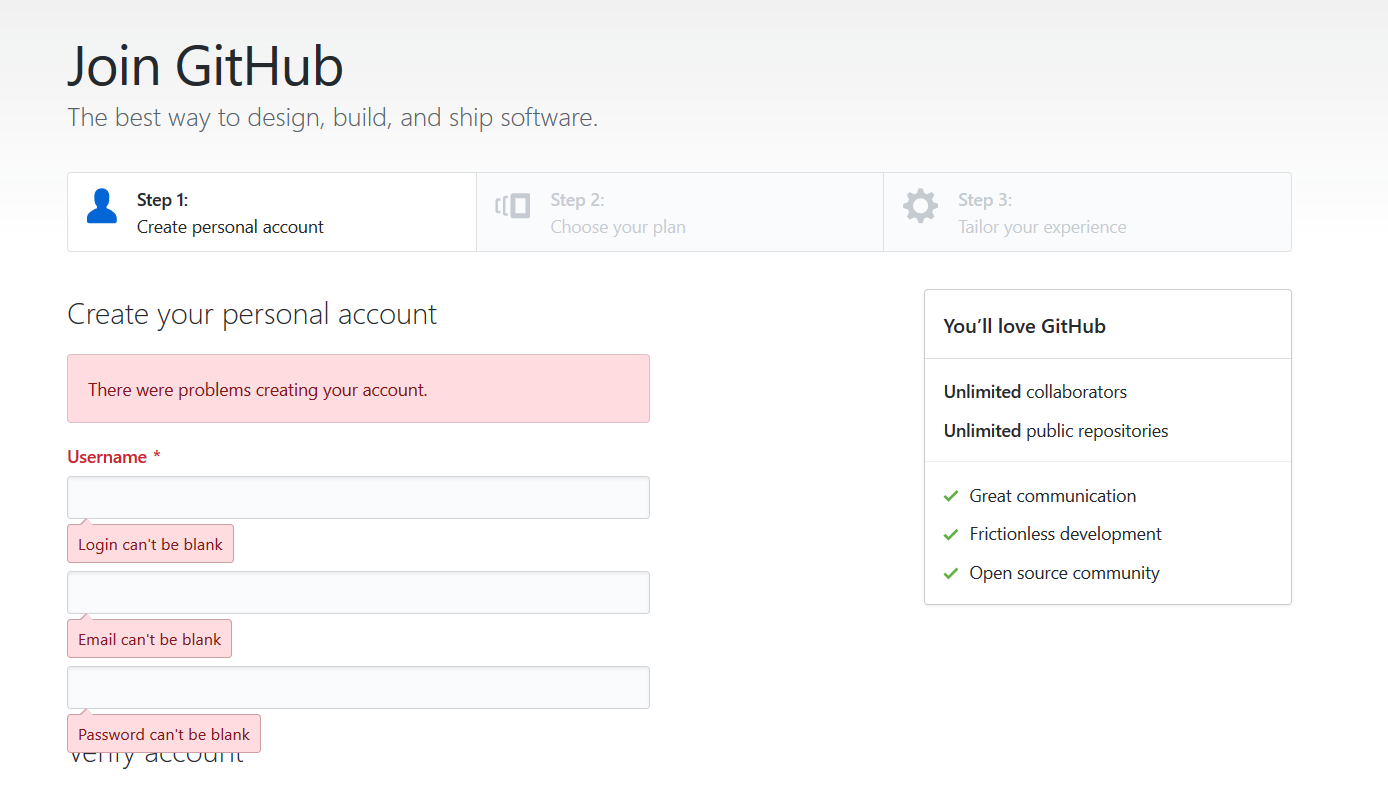 Join GitHub
The best way to design, build, and ship software.
Step 1:
Create personal account
Step 2:
Choose your plan
Step 3:
Tailor your experience
Create your personal account
There were problems creating your account.
Username *
Login can't be blank
Email can't be blank
Password can't be blank
Verify account
You’ll love GitHub
Unlimited collaborators
Unlimited public repositories
Great communication
Frictionless development
Open source community